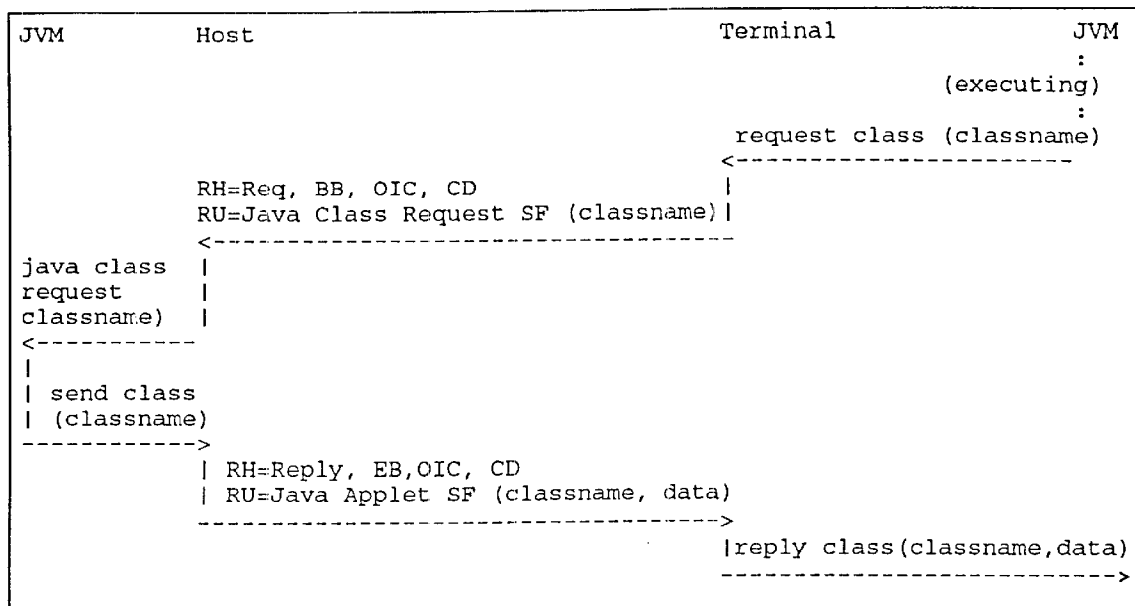 JVM Host Terminal JVM
:
(executing)
:
request class (classname)
<------------------------
RH=Req, BB, OIC, CD |
RU=Java Class Request SF (classname)|
<-------------------------------------
java class |
request |
classname) |
<-----------
|
| send class
| (classname)
------------>
| RH=Reply, EB,OIC, CD
| RU=Java Applet SF (classname, data)
------------------------------------->
|reply class(classname,data)
---------------------------->